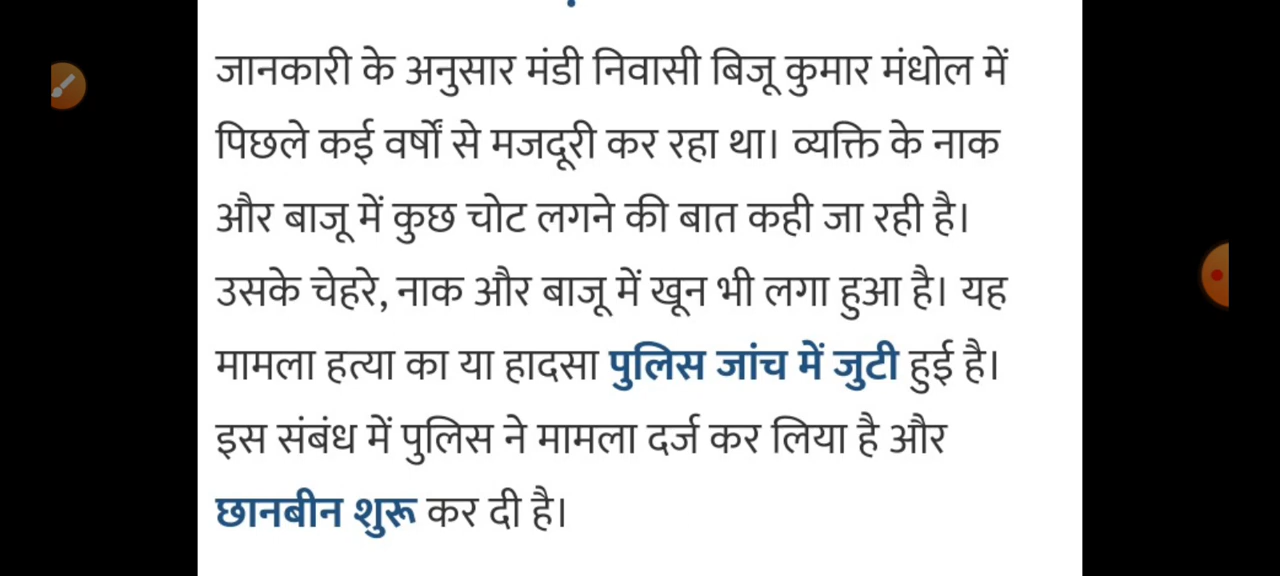 जानकारी के अनुसार मंडी निवासी बिजू कुमार मंधोल में
पिछले कई वर्षों से मजदूरी कर रहा था। व्यक्ति के नाक
और बाजू में कुछ चोट लगने की बात कही जा रही है।
उसके चेहरे, नाक और बाजू में खून भी लगा हुआ है। यह
मामला हत्या का या हादसा पुलिस जांच में जुटी हुई है।
इस संबंध में पुलिस ने मामला दर्ज कर लिया है और
छानबीन शुरू कर दी है।